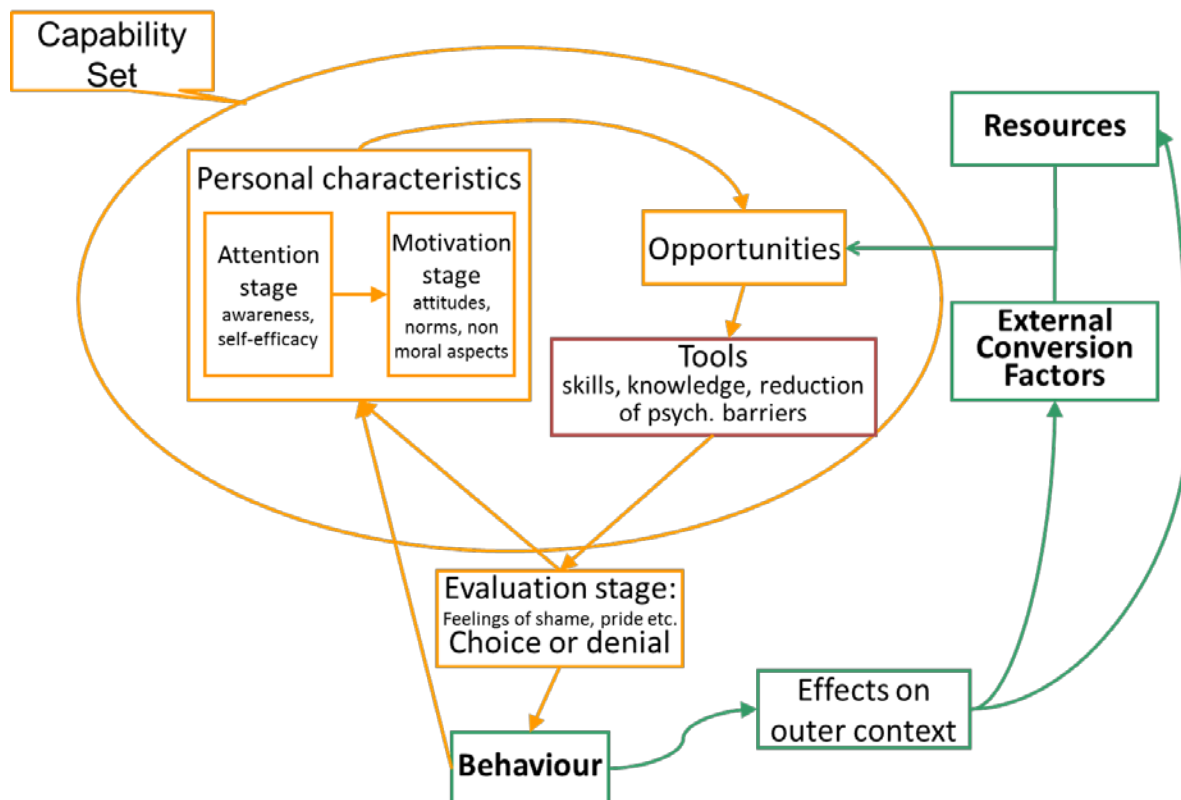 Capability
Set
Resources
Personal characteristics
Attention
stage
awareness,
self-efficacy
Motivation
stage
attitudes,
norms, non
moral aspects
Opportunities
External
Conversion
Factors
Tools
skills, knowledge, reduction
of psych. barriers
Evaluation stage:
Feelings of shame, pride etc.
Choice or denial
Effects on
outer context
Behaviour